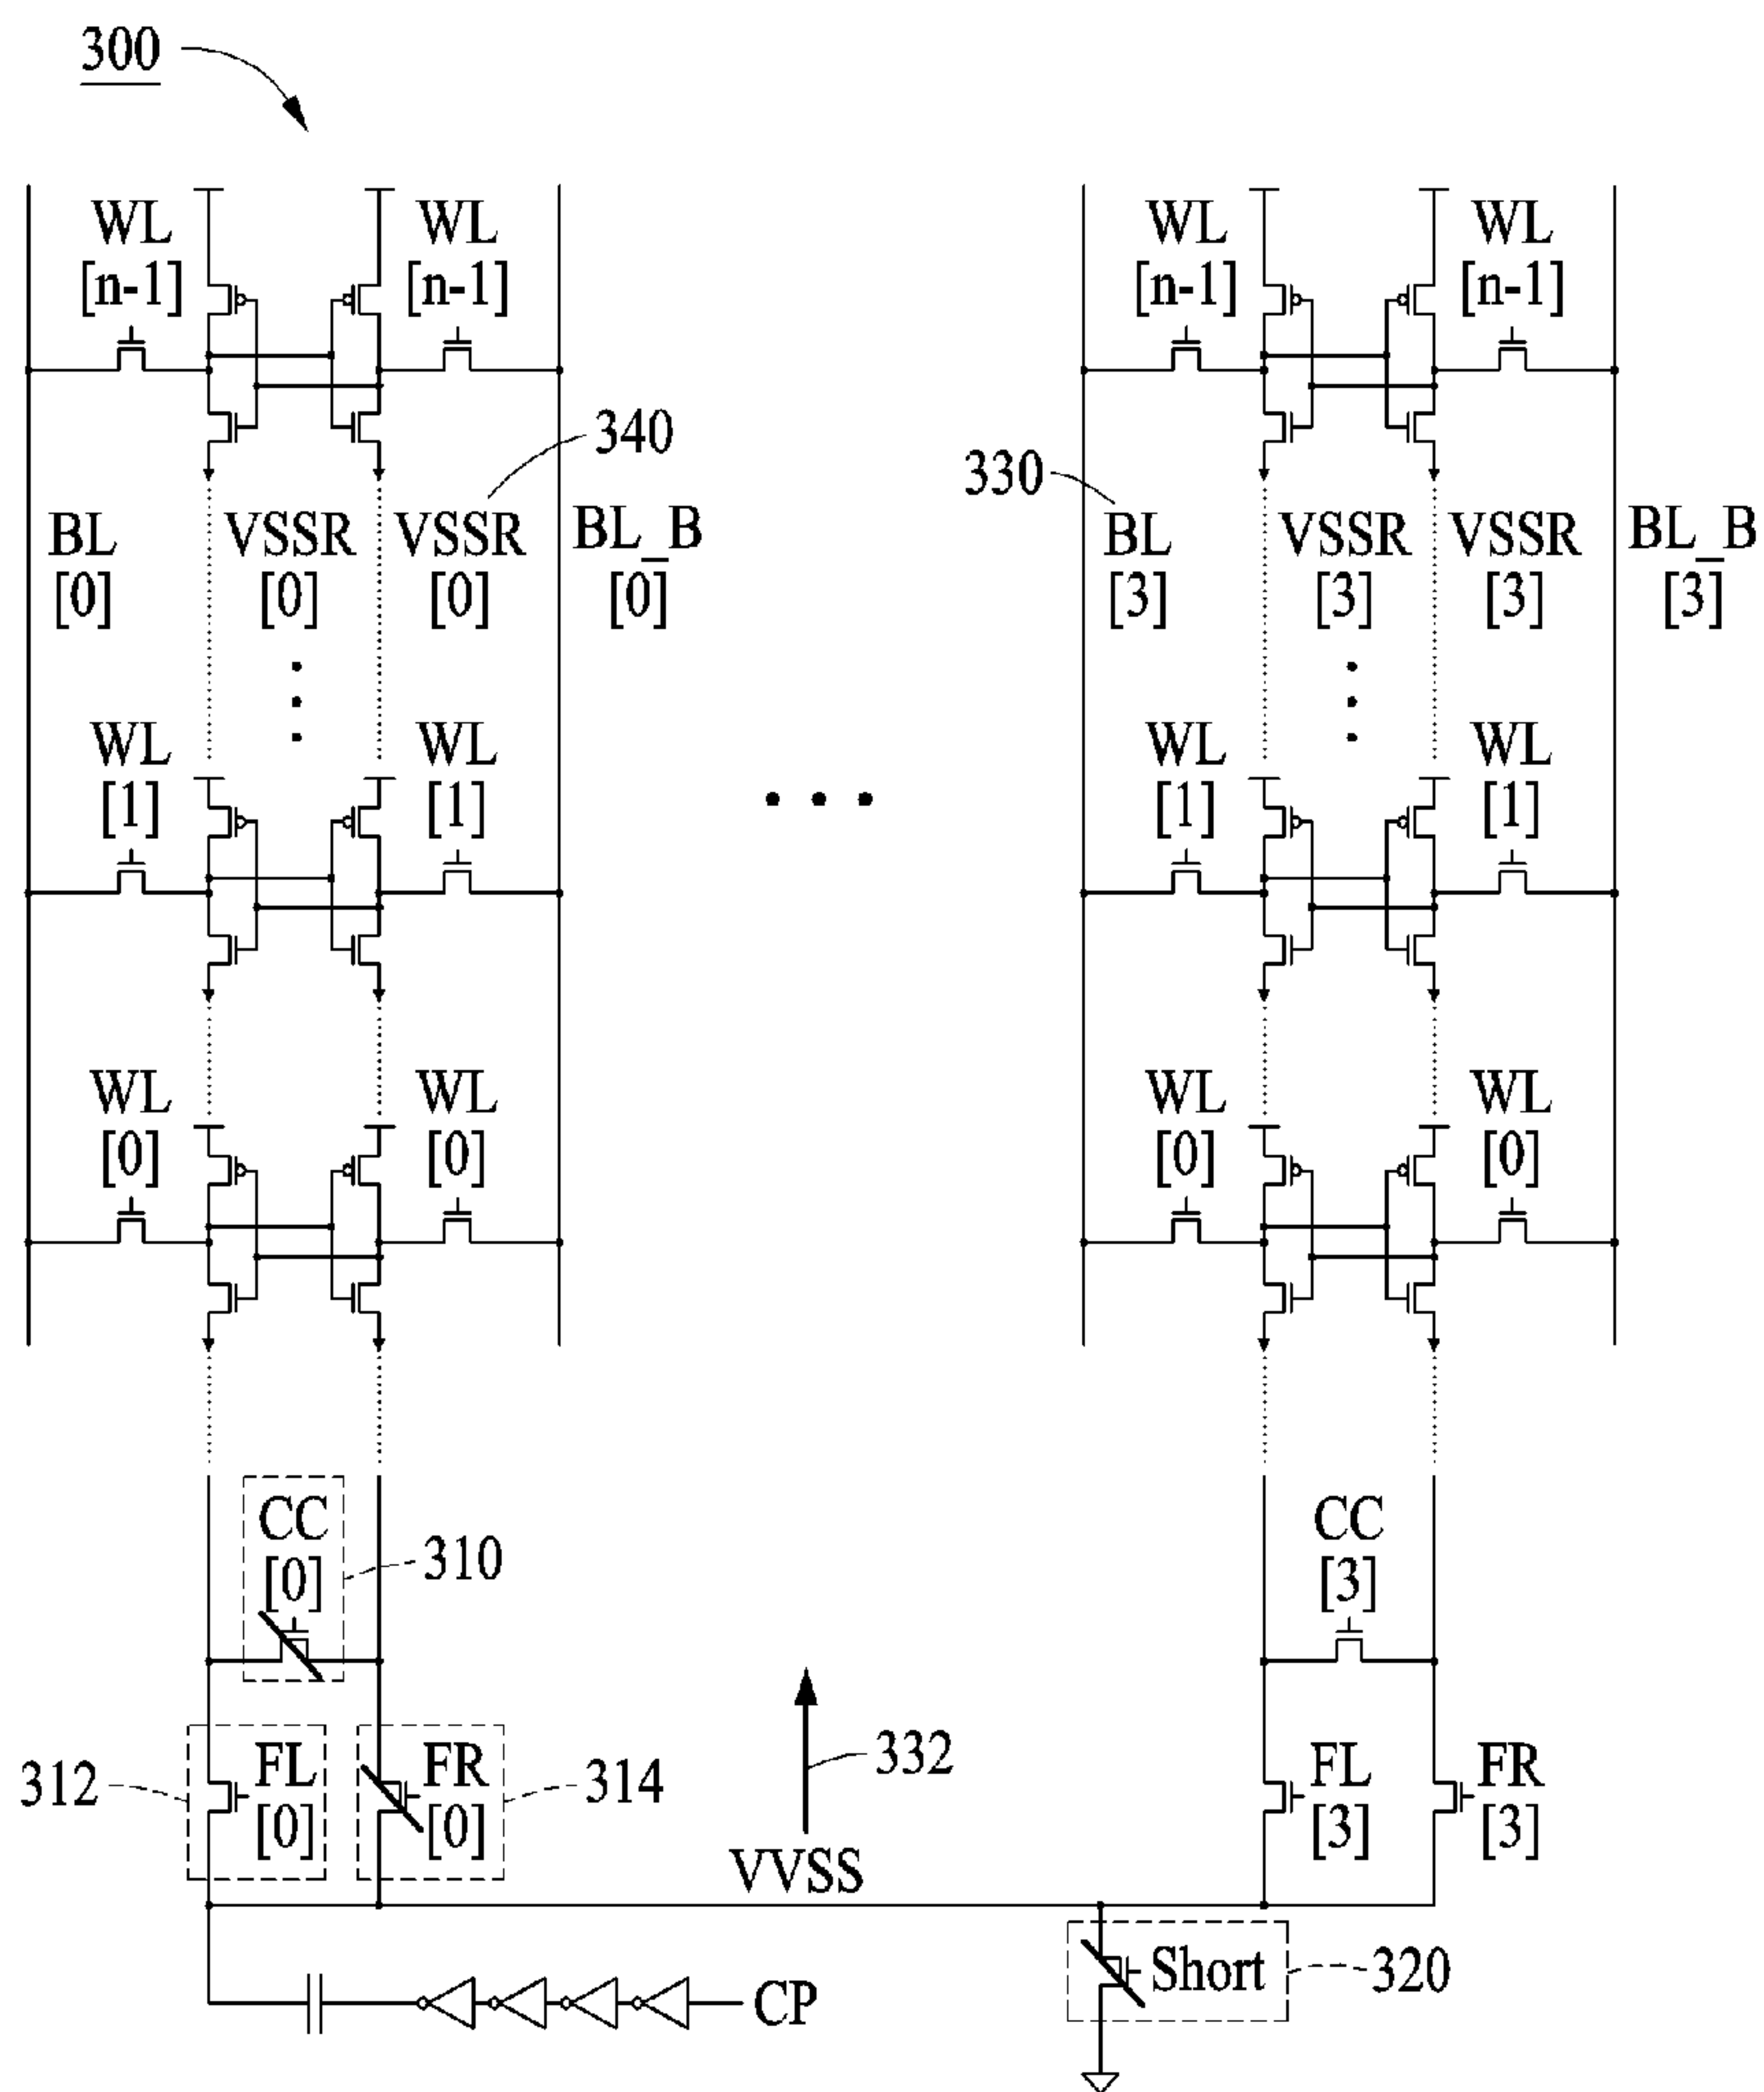 300
WL WL WL WL
[n-1] [n-1] [n-1] [n-1]
340
330
BL VSSR VSSR BL_B BL VSSR VSSR BL_B
[0] [0] [0] [0] [3] [3] [3] [3]
WL WL WL WL
[1] [1] [1] [1]
WL WL WL WL
[0] [0] [0] [0]
CC CC
[0] 310 [3]
312 FL FR 314 332 FL FR
[0] [0] [3] [3]
VVSS
CP Short 320